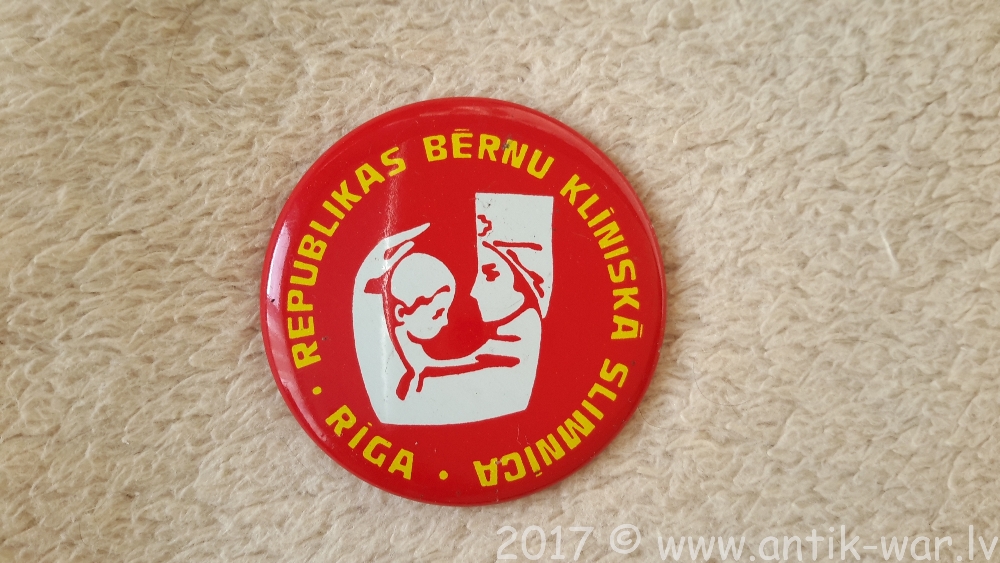 REPUBLIKAS BĒRNU KLĪNISKĀ SLIMNĪCA · RĪGA ·
2017 © www.antik-war.lv